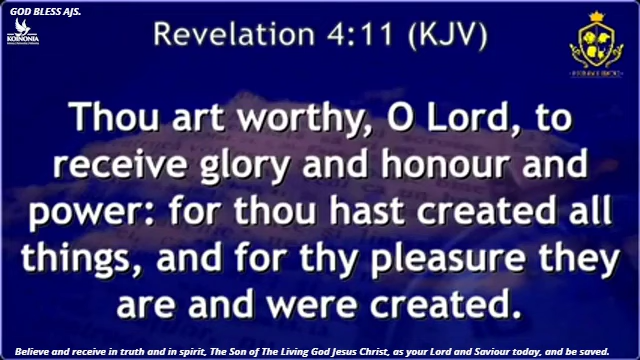 GOD BLESS AJS.
KOINONIA
Revelation 4:11 (KJV)
Thou art worthy, O Lord, to
receive glory and honour and
power: for thou hast created all
things, and for thy pleasure they
are and were created.
Believe and receive in truth and in spirit, The Son of The Living God Jesus Christ, as your Lord and Saviour today, and be saved.